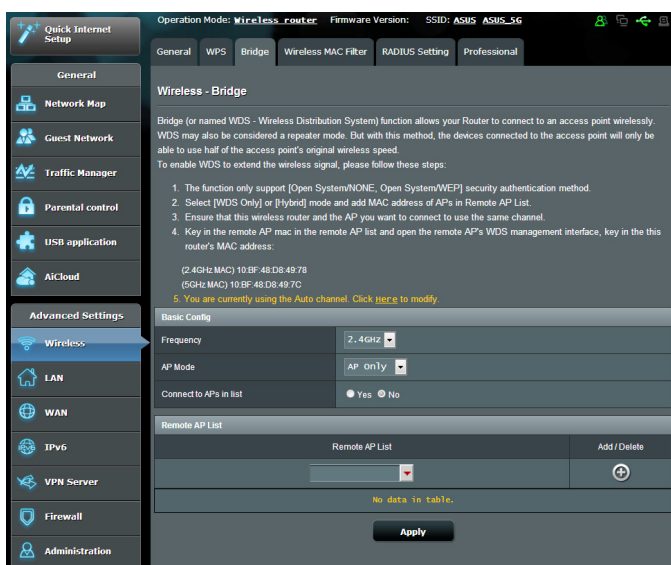 Quick Internet
Setup
Operation Mode: Wireless router Firmware Version: SSID: ASUS ASUS_5G
General WPS Bridge Wireless MAC Filter RADIUS Setting Professional
General
Network Map
Guest Network
Traffic Manager
Parental control
USB application
AiCloud
Advanced Settings
Wireless
LAN
WAN
IPv6
VPN Server
Firewall
Administration
Wireless - Bridge
Bridge (or named WDS - Wireless Distribution System) function allows your Router to connect to an access point wirelessly.
WDS may also be considered a repeater mode. But with this method, the devices connected to the access point will only be
able to use half of the access point's original wireless speed.
To enable WDS to extend the wireless signal, please follow these steps:
1. The function only support [Open System/NONE, Open System/WEP] security authentication method.
2. Select [WDS Only] or [Hybrid] mode and add MAC address of APs in Remote AP List.
3. Ensure that this wireless router and the AP you want to connect to use the same channel.
4. Key in the remote AP mac in the remote AP list and open the remote AP's WDS management interface, key in the this
router's MAC address:
(2.4GHz MAC) 10:BF:48:D8:49:78
(5GHz MAC) 10:BF:48:D8:49:7C
5. You are currently using the Auto channel. Click Here to modify.
Basic Config
Frequency 2.4GHz
AP Mode AP Only
Connect to APs in list Yes No
Remote AP List
Remote AP List Add / Delete
No data in table.
Apply